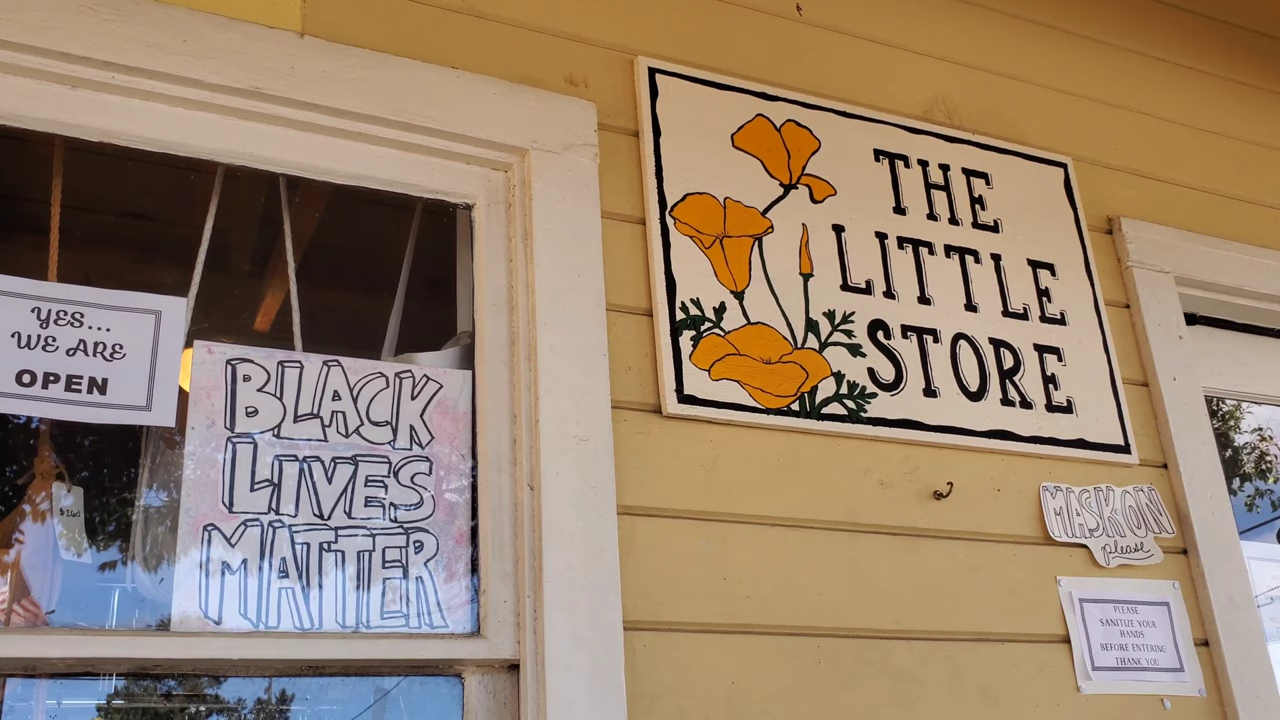 YES...
WE ARE
OPEN
BLACK
LIVES
MATTER
$260
THE
LITTLE
STORE
MASK ON
please
PLEASE
SANITIZE YOUR
HANDS
BEFORE ENTERING
THANK YOU